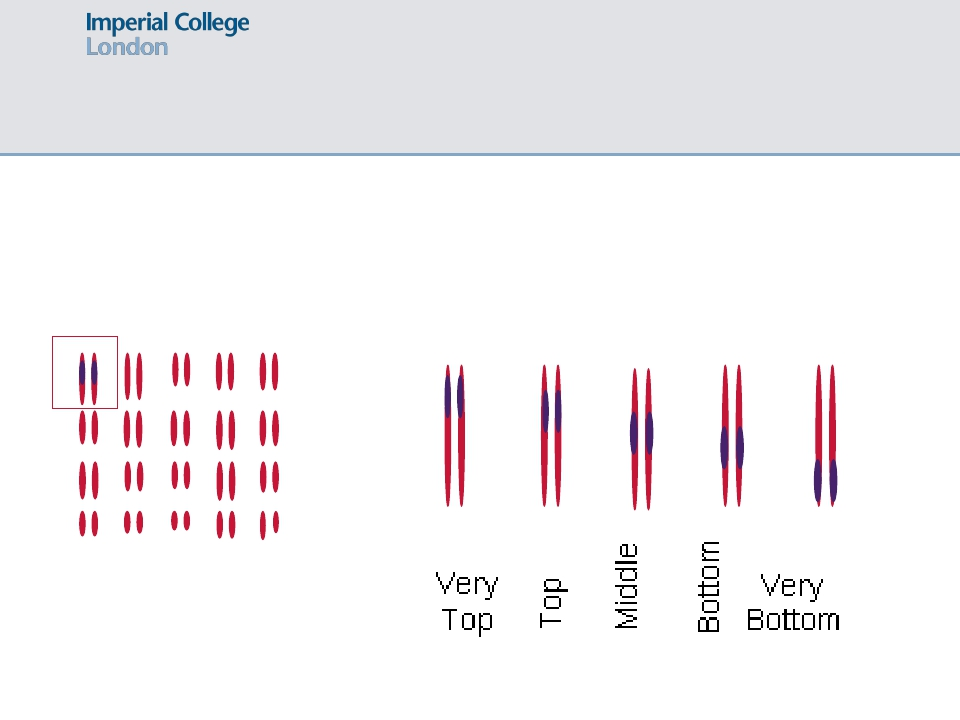 Imperial College
London
Very
Top
Top
Middle
Bottom
Very
Bottom